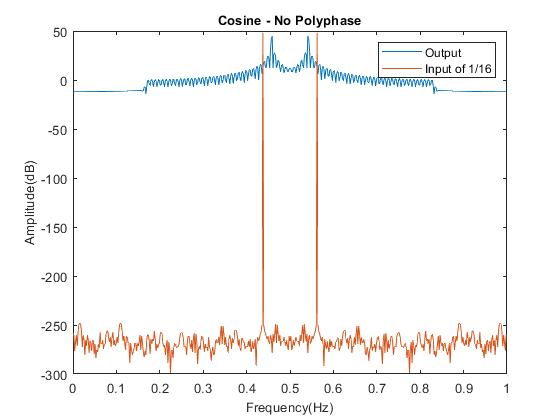 Cosine - No Polyphase
Output
Input of 1/16
Amplitude(dB)
50
0
-50
-100
-150
-200
-250
-300
0 0.1 0.2 0.3 0.4 0.5 0.6 0.7 0.8 0.9 1
Frequency(Hz)